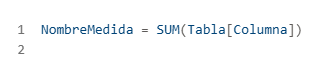 1 NombreMedida = SUM(Tabla[Columna])
2